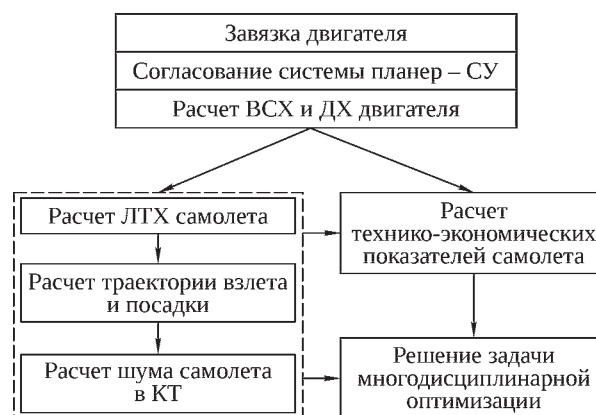 Завязка двигателя
Согласование системы планер – СУ
Расчет ВСХ и ДХ двигателя
Расчет ЛТХ самолета
Расчет траектории взлета
и посадки
Расчет шума самолета
в КТ
Расчет
технико-экономических
показателей самолета
Решение задачи
многодисциплинарной
оптимизации